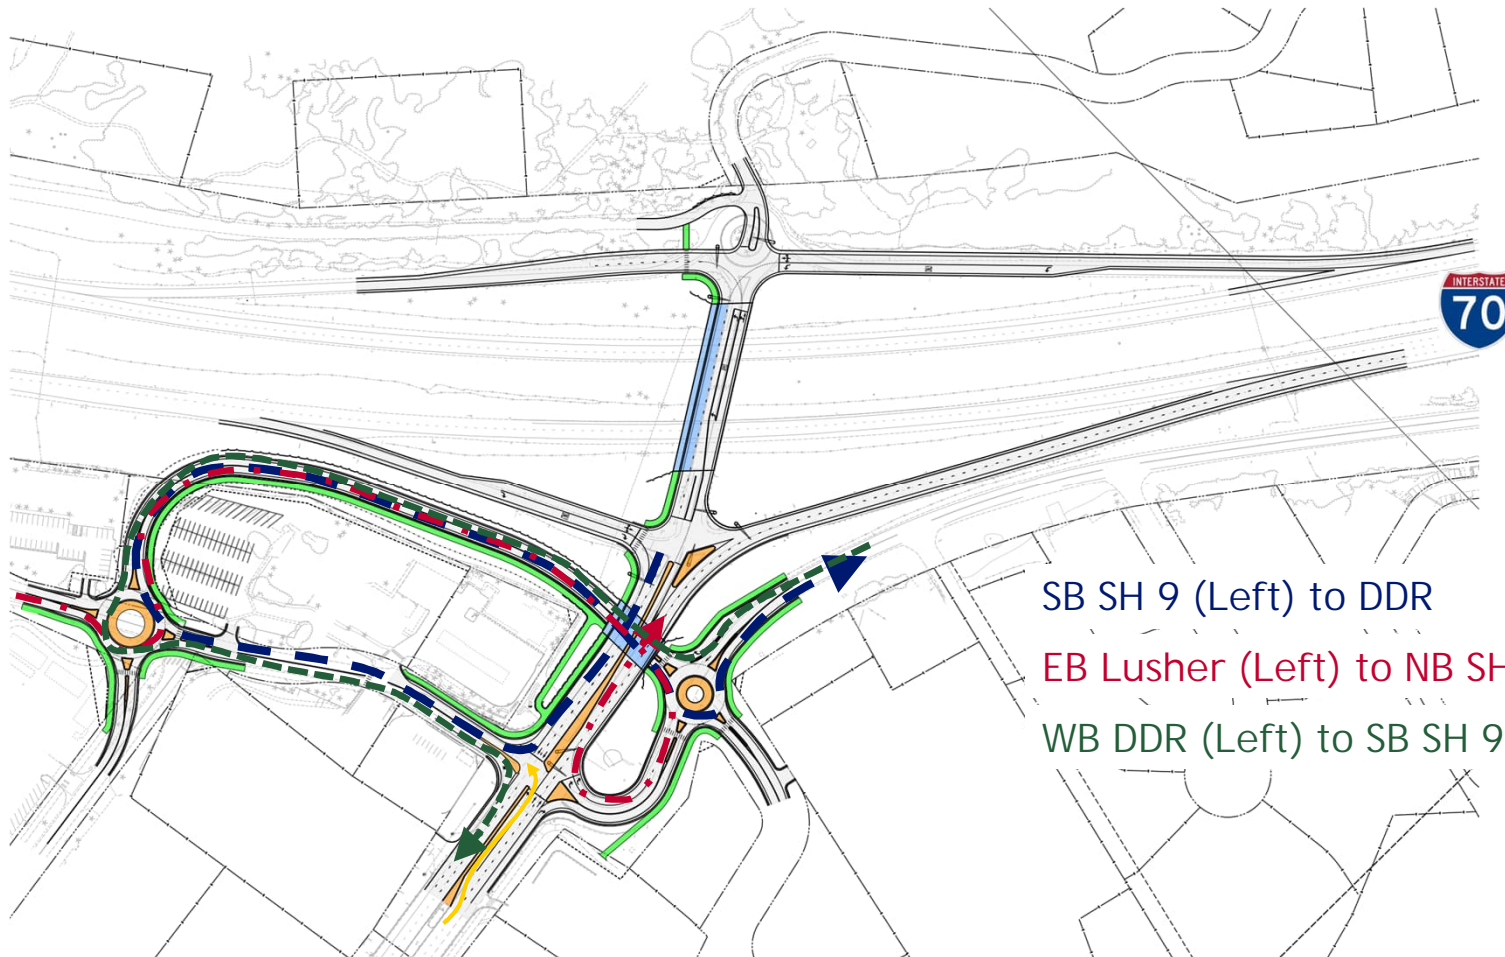 INTERSTATE
70
SB SH 9 (Left) to DDR
EB Lusher (Left) to NB SH
WB DDR (Left) to SB SH 9